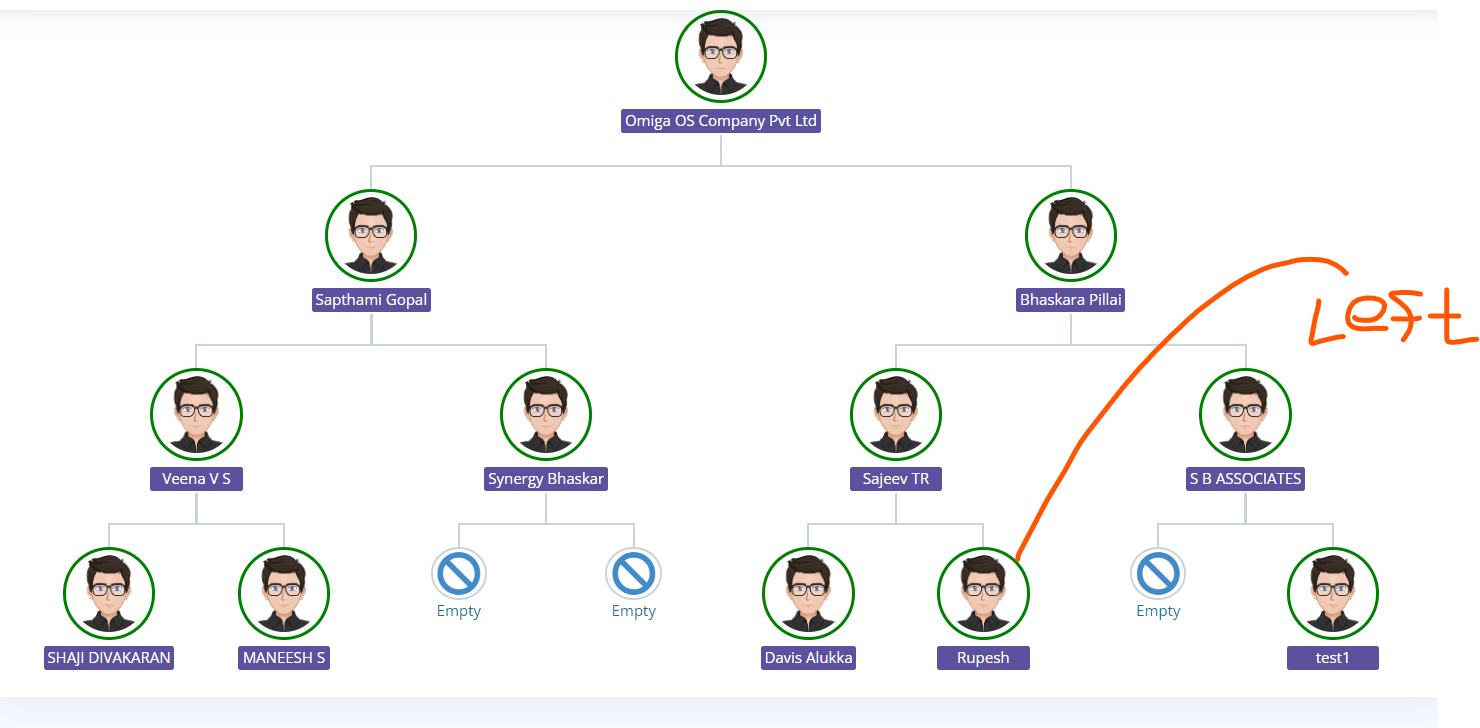 Omiga OS Company Pvt Ltd
Sapthami Gopal Bhaskara Pillai
Left
Veena V S Synergy Bhaskar Sajeev TR S B ASSOCIATES
Empty Empty Empty
SHAJI DIVAKARAN MANEESH S Davis Alukka Rupesh test1